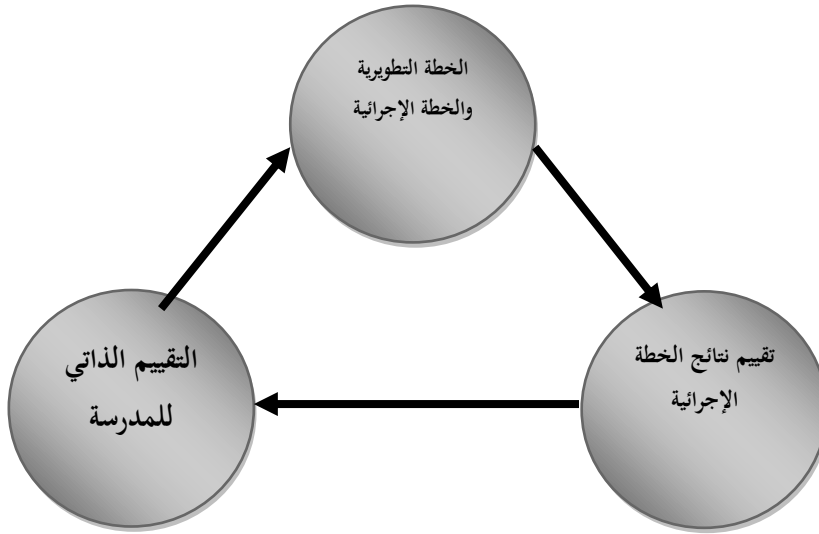 الخطة التطويرية
والخطة الإجرائية
تقييم نتائج الخطة
الإجرائية
التقييم الذاتي
للمدرسة